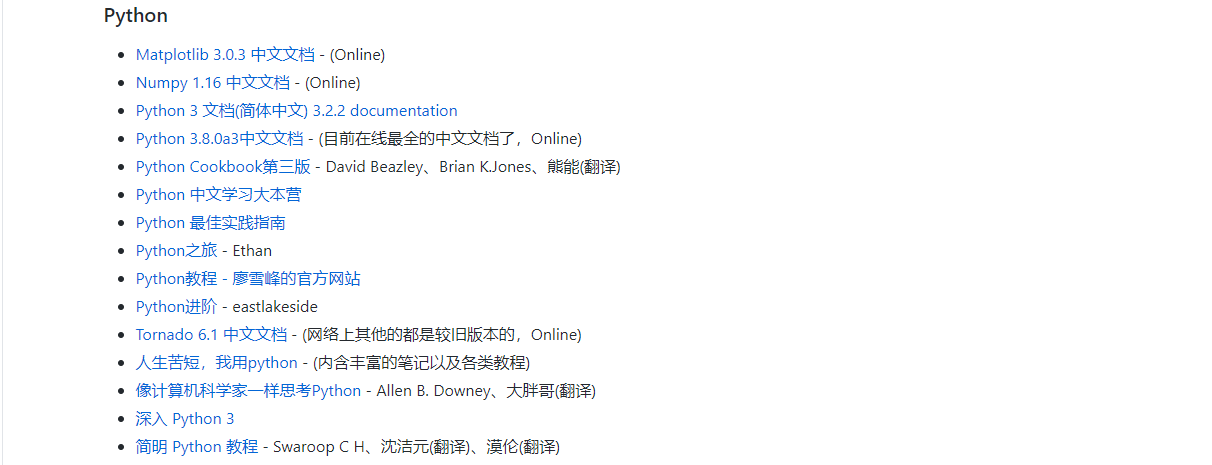 Python
Matplotlib 3.0.3 中文文档 - (Online)
Numpy 1.16 中文文档 - (Online)
Python 3 文档(简体中文) 3.2.2 documentation
Python 3.8.0a3中文文档 - (目前在线最全的中文文档了，Online)
Python Cookbook第三版 - David Beazley、Brian K.Jones、熊能(翻译)
Python 中文学习大本营
Python 最佳实践指南
Python之旅 - Ethan
Python教程 - 廖雪峰的官方网站
Python进阶 - eastlakeside
Tornado 6.1 中文文档 - (网络上其他的都是较旧版本的，Online)
人生苦短，我用python - (内含丰富的笔记以及各类教程)
像计算机科学家一样思考Python - Allen B. Downey、大胖哥(翻译)
深入 Python 3
简明 Python 教程 - Swaroop C H、沈洁元(翻译)、漠伦(翻译)